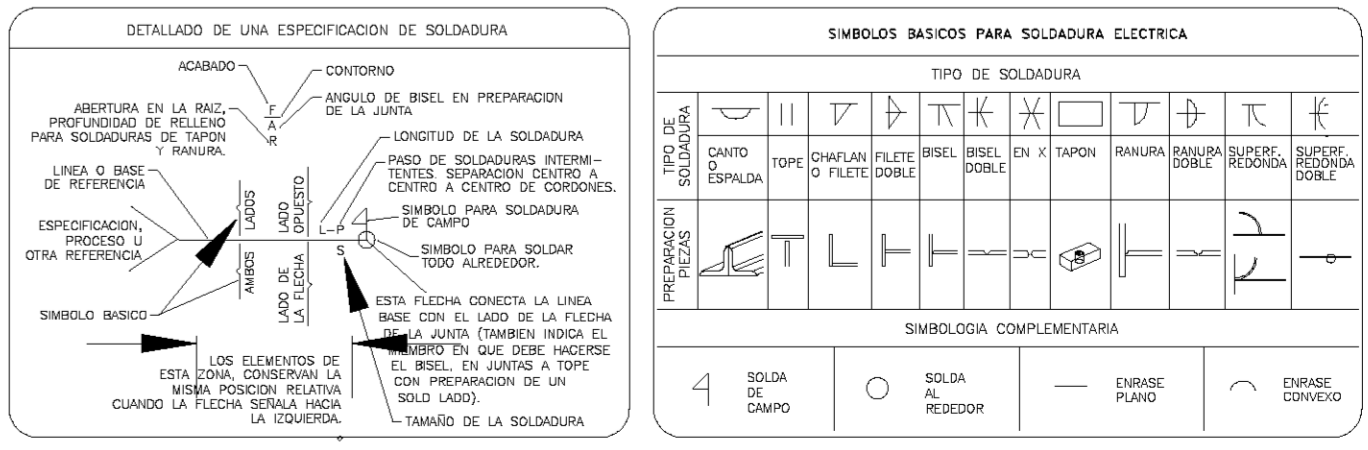 DETALLADO DE UNA ESPECIFICACION DE SOLDADURA
ACABADO
CONTORNO
F
A
R
ANGULO DE BISEL EN PREPARACION
DE LA JUNTA
ABERTURA EN LA RAIZ,
PROFUNDIDAD DE RELLENO
PARA SOLDADURAS DE TAPON
Y RANURA.
LONGITUD DE LA SOLDADURA
LINEA O BASE
DE REFERENCIA
PASO DE SOLDADURAS INTERMI-
TENTES. SEPARACION CENTRO A
CENTRO A CENTRO DE CORDONES.
LADOS
LADO
OPUESTO
L-P
SIMBOLO PARA SOLDADURA
DE CAMPO
ESPECIFICACION,
PROCESO U
OTRA REFERENCIA
S
SIMBOLO PARA SOLDAR
TODO ALREDEDOR.
AMBOS
LADO DE
LA FLECHA
SIMBOLO BASICO
ESTA FLECHA CONECTA LA LINEA
BASE CON EL LADO DE LA FLECHA
DE LA JUNTA (TAMBIEN INDICA EL
MIEMBRO EN QUE DEBE HACERSE
EL BISEL, EN JUNTAS A TOPE
CON PREPARACION DE UN
SOLO LADO).
LOS ELEMENTOS DE
ESTA ZONA, CONSERVAN LA
MISMA POSICION RELATIVA
CUANDO LA FLECHA SEÑALA HACIA
LA IZQUIERDA.
TAMAÑO DE LA SOLDADURA
SIMBOLOS BASICOS PARA SOLDADURA ELECTRICA
TIPO DE SOLDADURA
TIPO DE
SOLDADURA
CANTO
O
ESPALDA
TOPE
CHAFLAN
O FILETE
FILETE
DOBLE
BISEL
BISEL
DOBLE
EN X
TAPON
RANURA
RANURA
DOBLE
SUPERF.
REDONDA
SUPERF.
REDONDA
DOBLE
PREPARACION
PIEZAS
SIMBOLOGIA COMPLEMENTARIA
SOLDA
DE
CAMPO
SOLDA
AL
REDEDOR
ENRASE
PLANO
ENRASE
CONVEXO